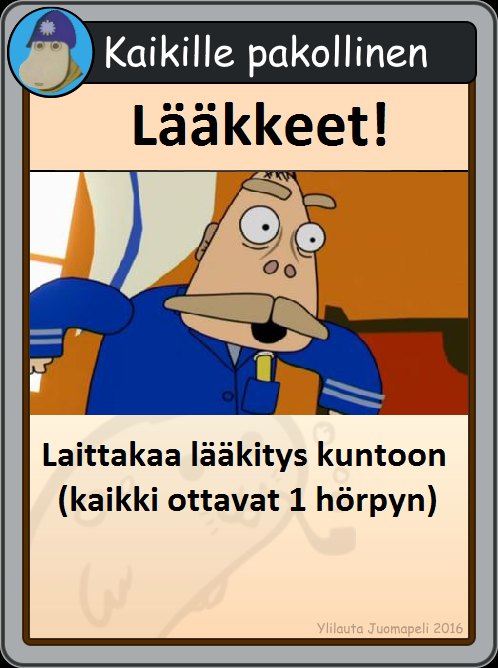 Kaikille pakollinen
Lääkkeet!
Laittakaa lääkitys kuntoon
(kaikki ottavat 1 hörpyn)
Ylilauta Juomapeli 2016